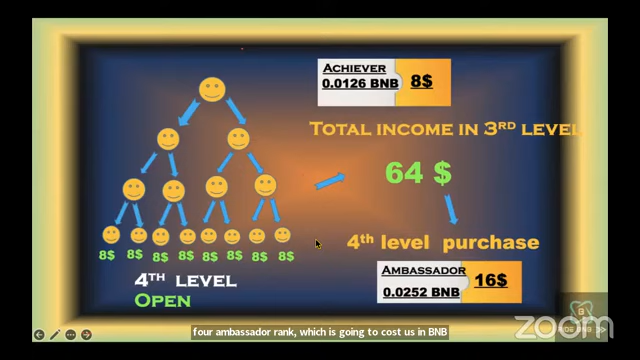 ACHIEVER
0.0126 BNB
8$
TOTAL INCOME IN 3RD LEVEL
64 $
4th level purchase
AMBASSADOR
0.0252 BNB
16$
8$ 8$ 8$ 8$ 8$ 8$ 8$ 8$
4TH LEVEL
OPEN
four ambassador rank, which is going to cost us in BNB
zoom